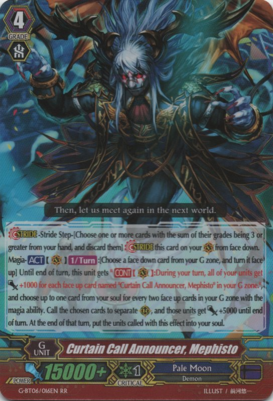 4
GRADE
Then, let us meet again in the next world.
STRIDE -Stride Step-[Choose one or more cards with the sum of their grades being 3 or
greater from your hand, and discard them] STRIDE this card on your from face down.
Magia-ACT 1/Turn :[Choose a face down card from your G zone, and turn it face
up] Until end of turn, this unit gets "CONT :During your turn, all of your units get
+1000 for each face up card named "Curtain Call Announcer, Mephisto" in your G zone.",
and choose up to one card from your soul for every two face up cards in your G zone with the
magia ability. Call the chosen cards to separate , and those units get +5000 until end
of turn. At the end of that turn, put the units called with this effect into your soul.
G
UNIT
Curtain Call Announcer, Mephisto
POWER
15000+
1
CRITICAL
Pale Moon
Demon
G-BT06/016EN RR
ILLUST